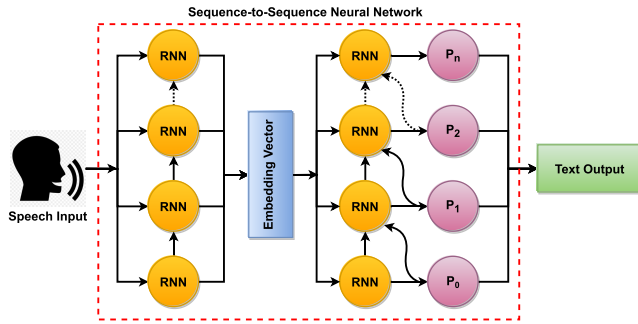 Sequence-to-Sequence Neural Network
RNN
RNN
RNN
RNN
Speech Input
Embedding Vector
RNN
RNN
RNN
RNN
Pn
P2
P1
P0
Text Output